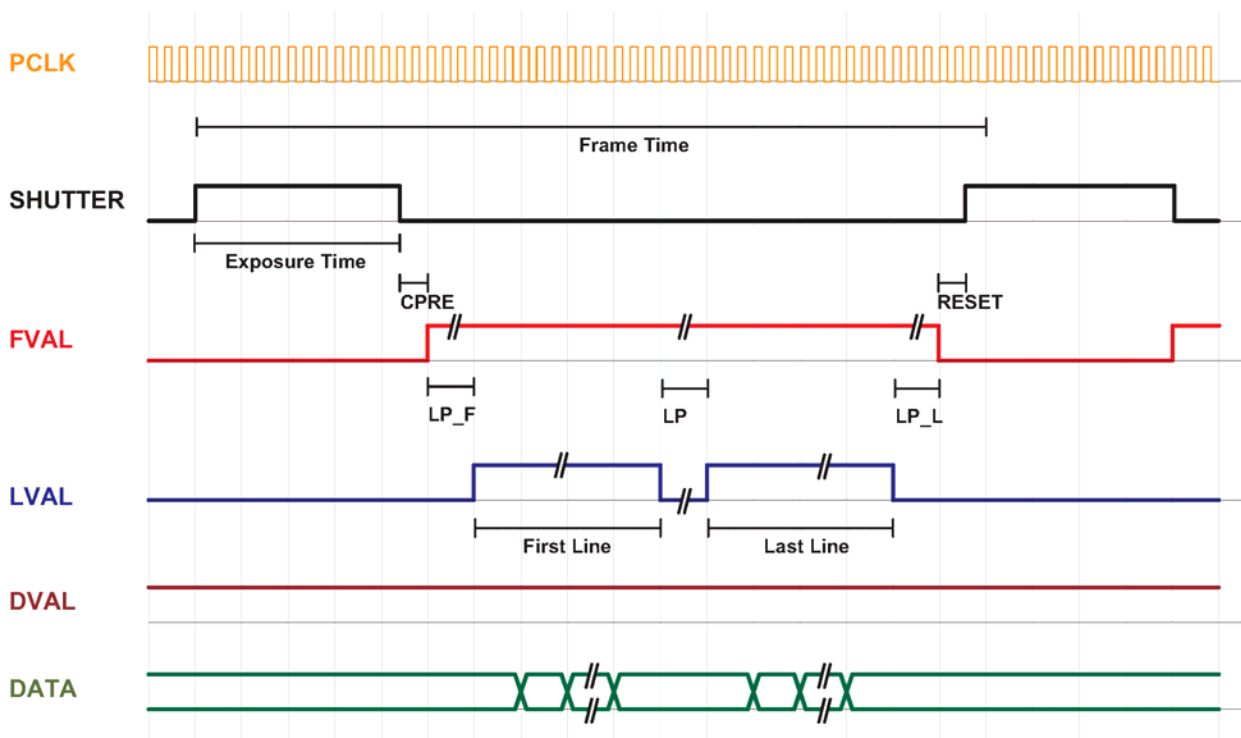 PCLK
Frame Time
SHUTTER
Exposure Time
CPRE
RESET
FVAL
LP_F
LP
LP_L
LVAL
First Line
Last Line
DVAL
DATA